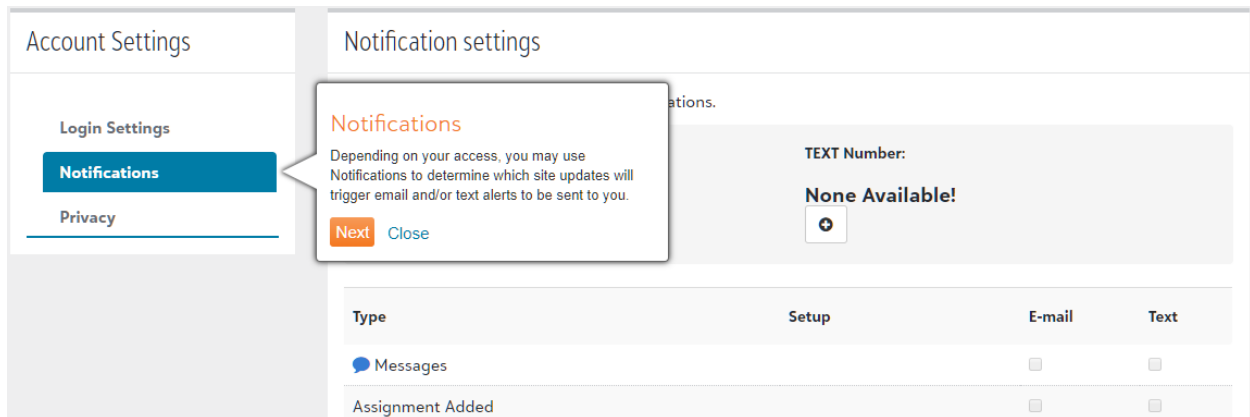 Account Settings
Login Settings
Notifications
Privacy
Notification settings
ations.
Notifications
Depending on your access, you may use
Notifications to determine which site updates will
trigger email and/or text alerts to be sent to you.
Next Close
TEXT Number:
None Available!
Type Setup E-mail Text
Messages
Assignment Added